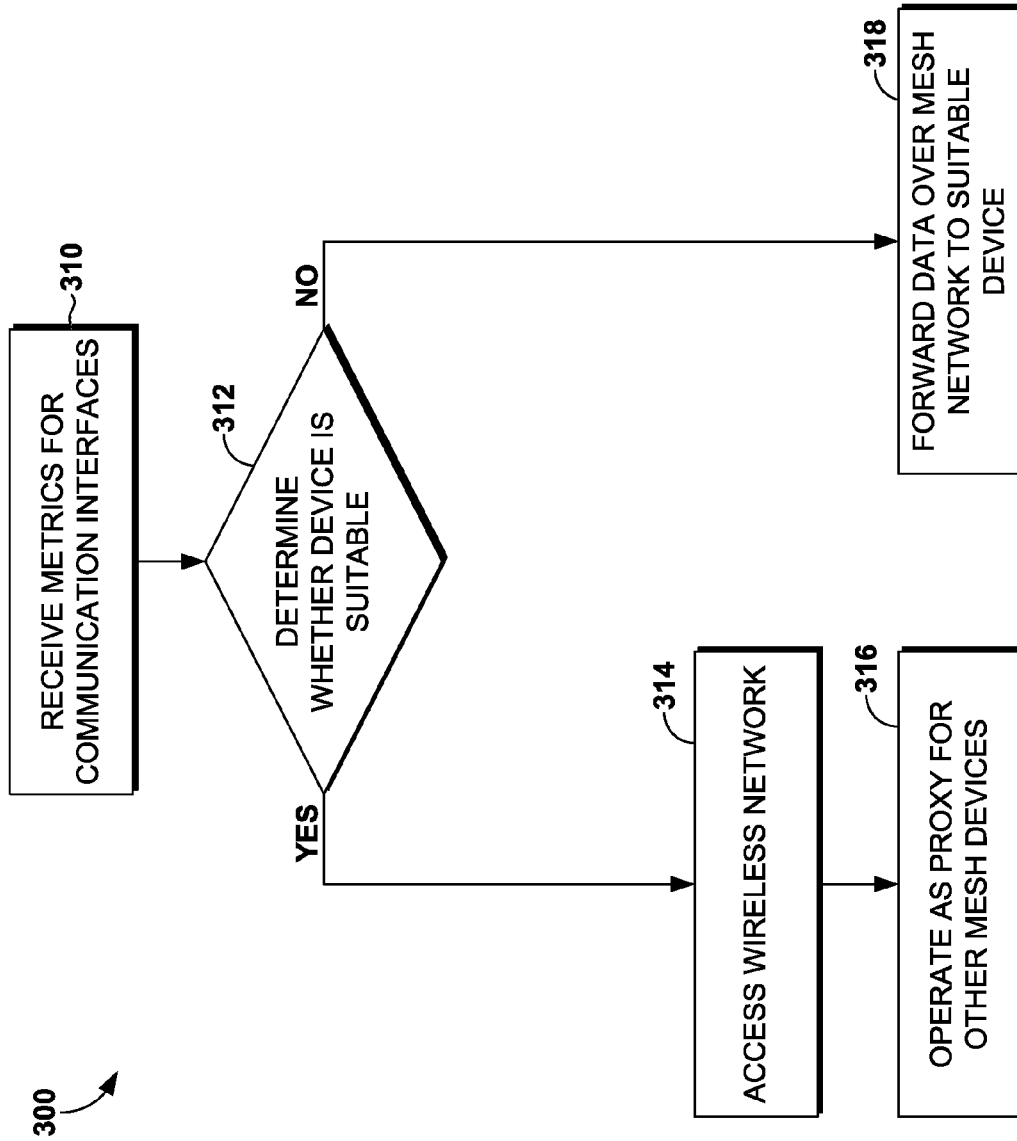 300
RECEIVE METRICS FOR
COMMUNICATION INTERFACES
310
DETERMINE
WHETHER DEVICE IS
SUITABLE
312
YES
NO
ACCESS WIRELESS NETWORK
314
OPERATE AS PROXY FOR
OTHER MESH DEVICES
316
FORWARD DATA OVER MESH
NETWORK TO SUITABLE
DEVICE
318